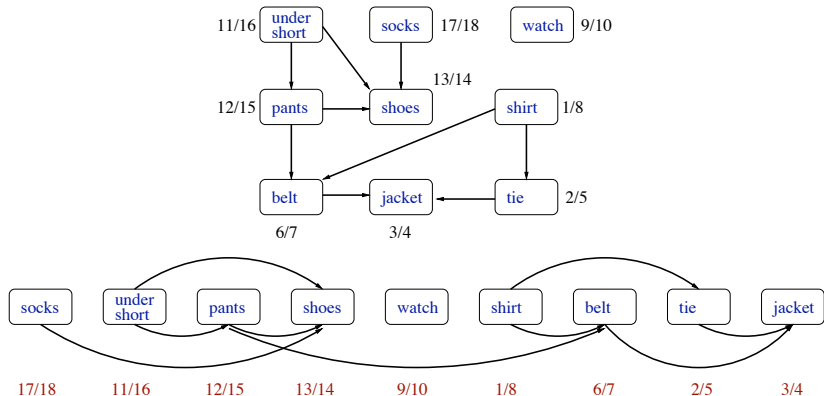 11/16
under
short
socks
17/18
watch
9/10
13/14
12/15
pants
shoes
shirt
1/8
belt
jacket
tie
2/5
6/7
3/4
socks
under
short
pants
shoes
watch
shirt
belt
tie
jacket
17/18
11/16
12/15
13/14
9/10
1/8
6/7
2/5
3/4